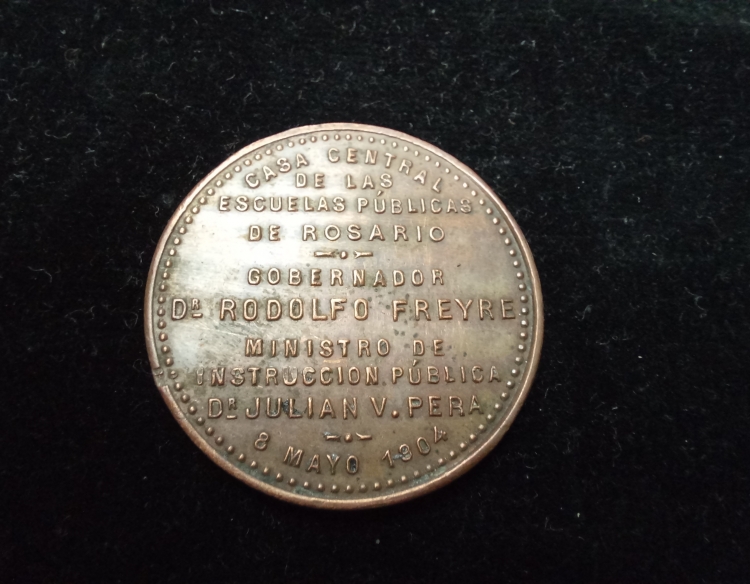 CASA CENTRAL
DE LAS
ESCUELAS PÚBLICAS
DE ROSARIO
GOBERNADOR
DR RODOLFO FREYRE
MINISTRO DE
INSTRUCCION PÚBLICA
DR JULIAN V. PERA
8 MAYO 1904